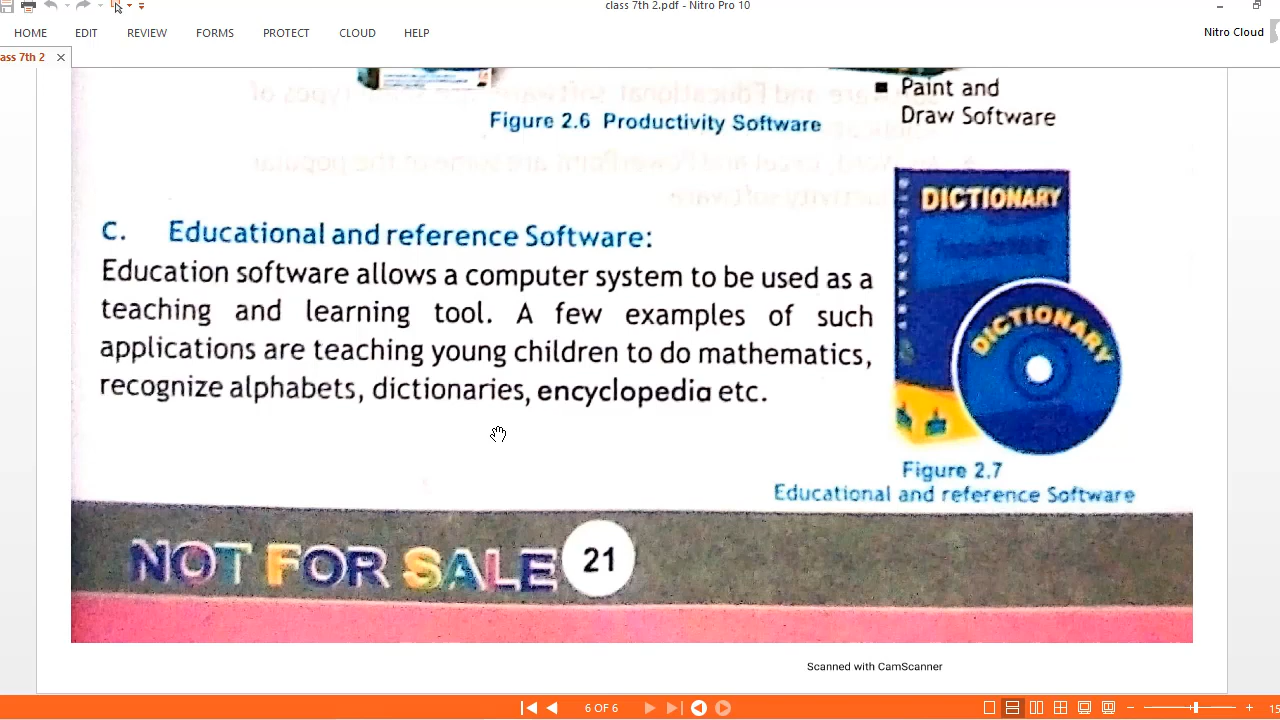 class 7th 2.pdf - Nitro Pro 10
HOME EDIT REVIEW FORMS PROTECT CLOUD HELP
Nitro Cloud
ass 7th 2
Paint and
Draw Software
Figure 2.6 Productivity Software
DICTIONARY
C. Educational and reference Software:
Education software allows a computer system to be used as a
teaching and learning tool. A few examples of such
applications are teaching young children to do mathematics,
recognize alphabets, dictionaries, encyclopedia etc.
DICTIONARY
Figure 2.7
Educational and reference Software
NOT FOR SALE 21
Scanned with CamScanner
6 OF 6
15